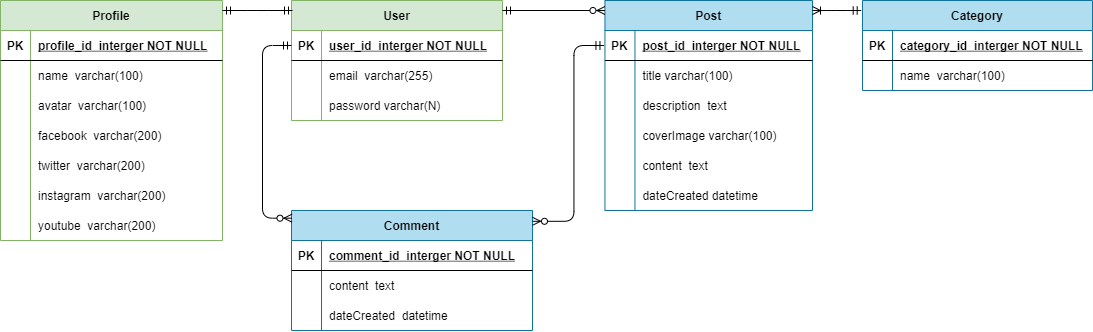 Profile
PK profile_id interger NOT NULL
name varchar(100)
avatar varchar(100)
facebook varchar(200)
twitter varchar(200)
instagram varchar(200)
youtube varchar(200)
User
PK user_id interger NOT NULL
email varchar(255)
password varchar(N)
Post
PK post_id interger NOT NULL
title varchar(100)
description text
coverImage varchar(100)
content text
dateCreated datetime
Category
PK category_id interger NOT NULL
name varchar(100)
Comment
PK comment_id interger NOT NULL
content text
dateCreated datetime